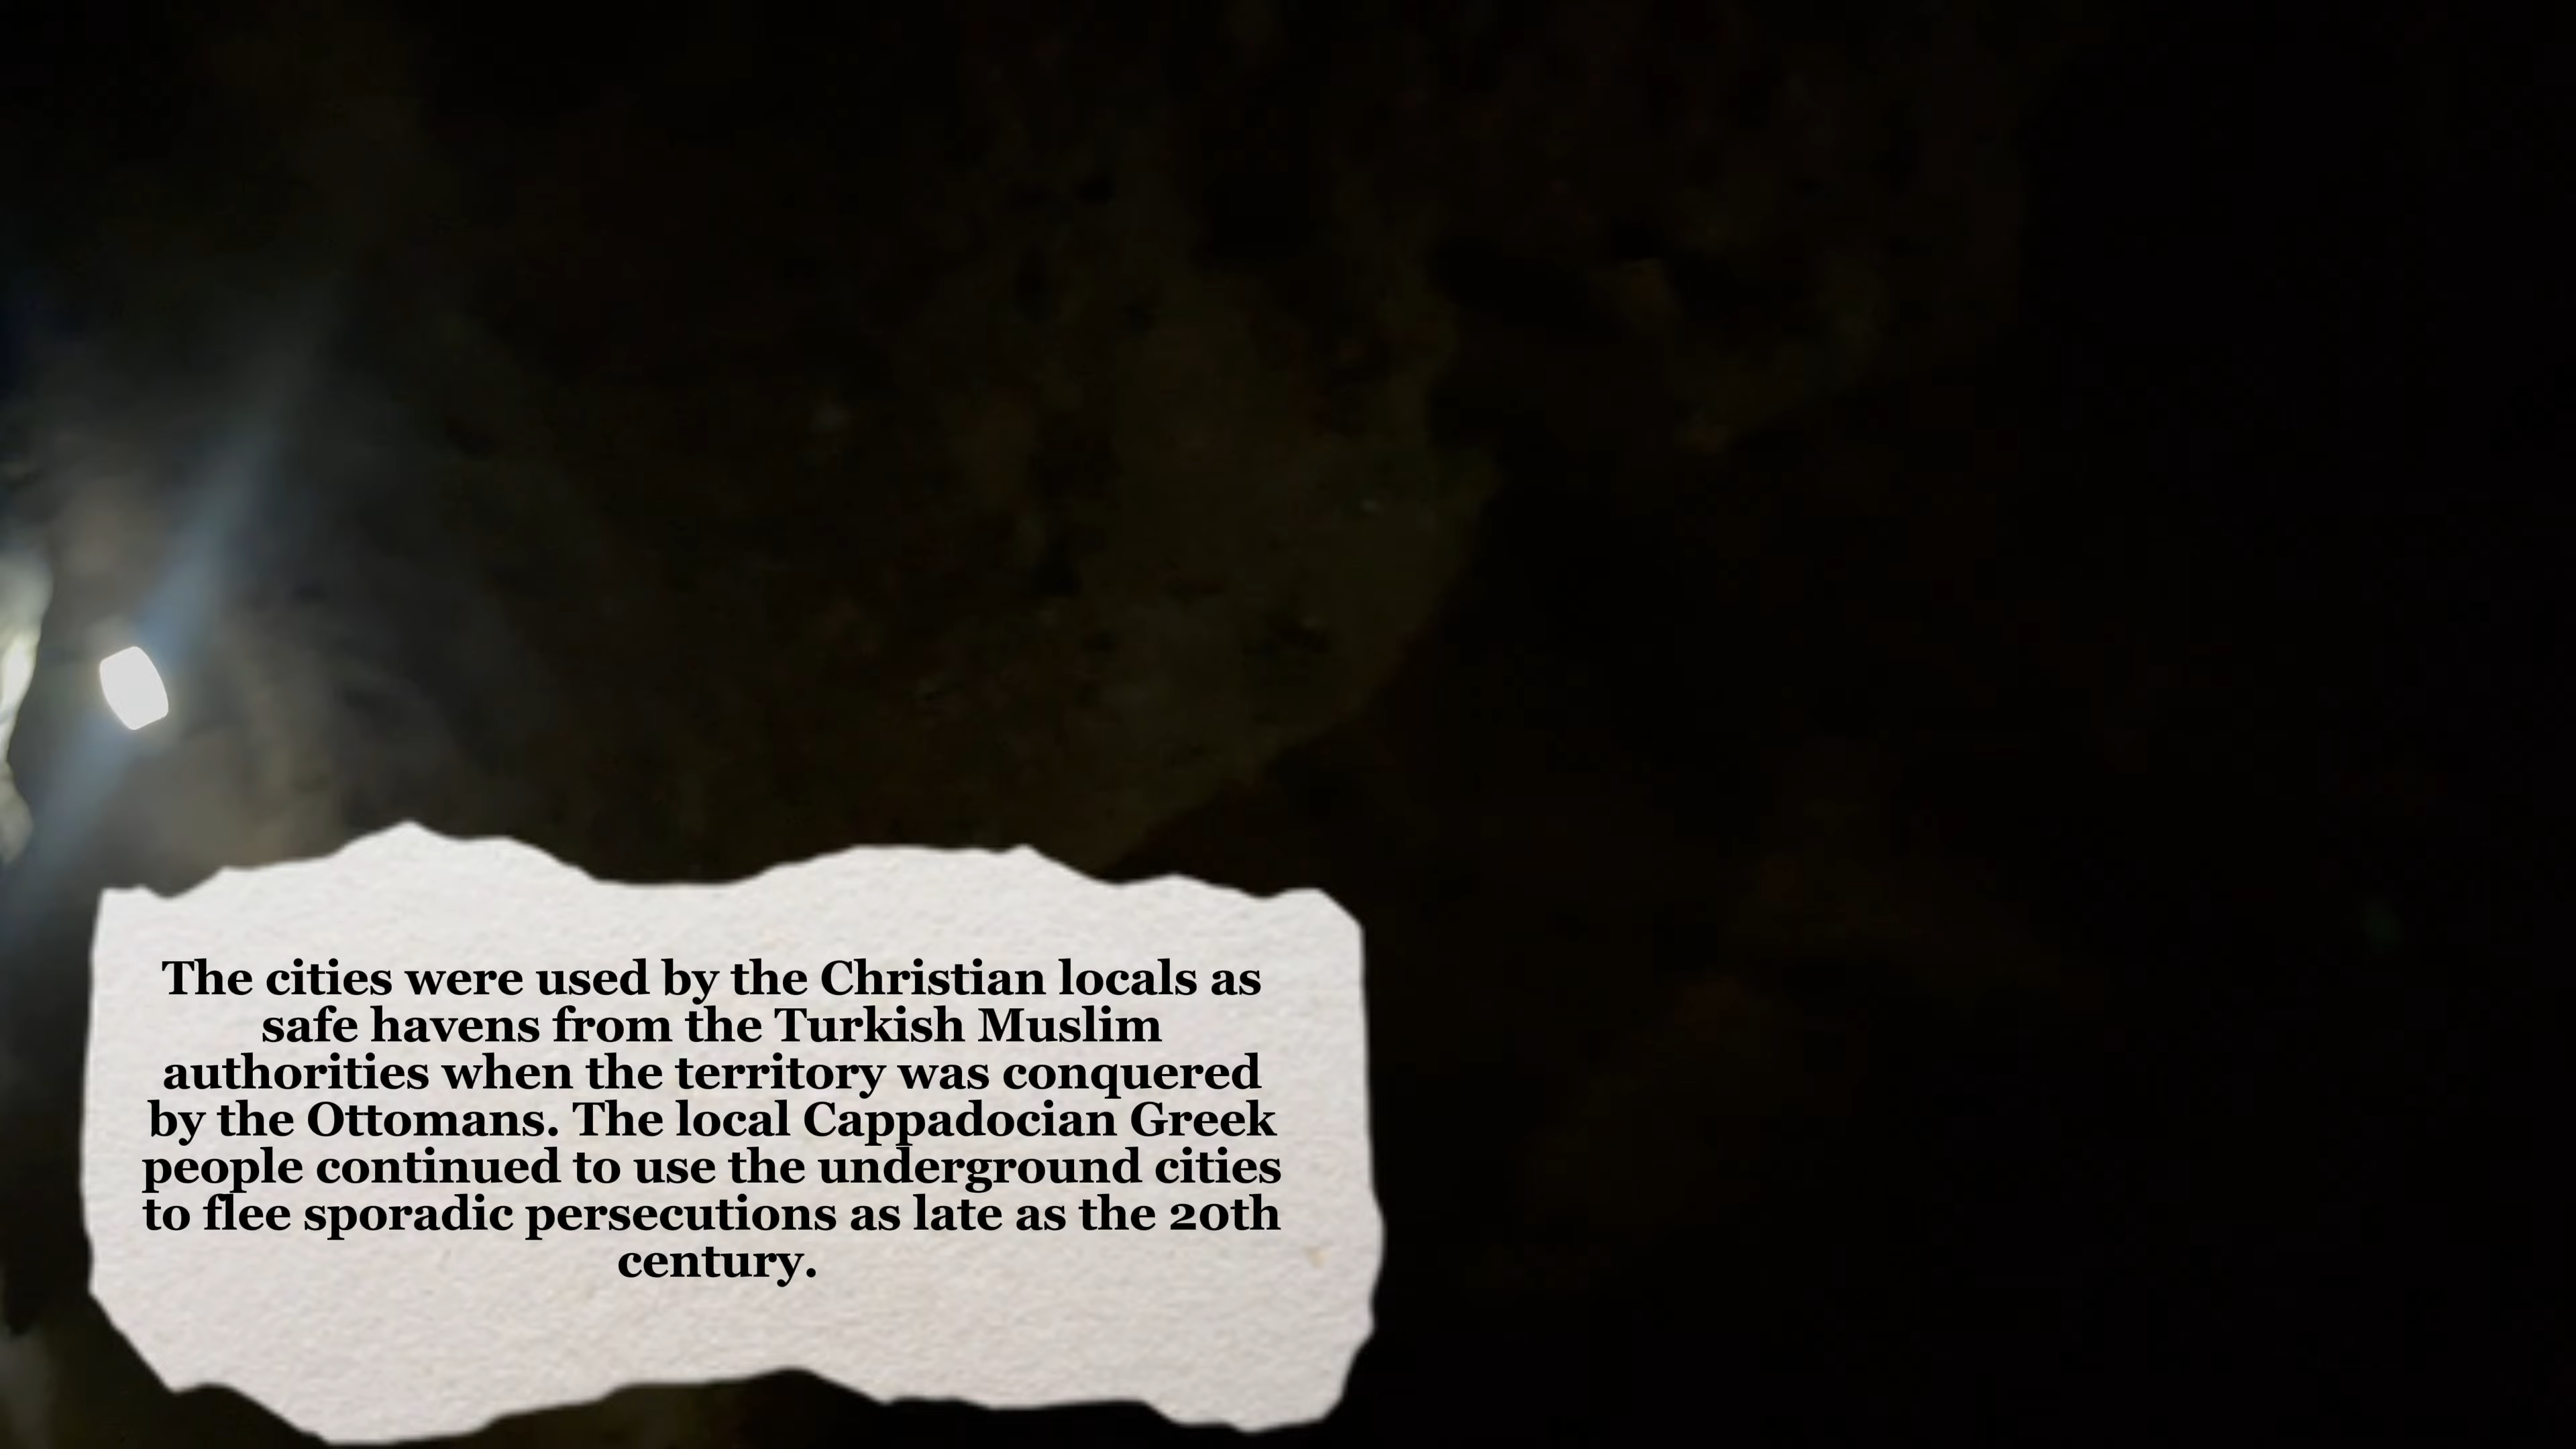 The cities were used by the Christian locals as
safe havens from the Turkish Muslim
authorities when the territory was conquered
by the Ottomans. The local Cappadocian Greek
people continued to use the underground cities
to flee sporadic persecutions as late as the 20th
century.